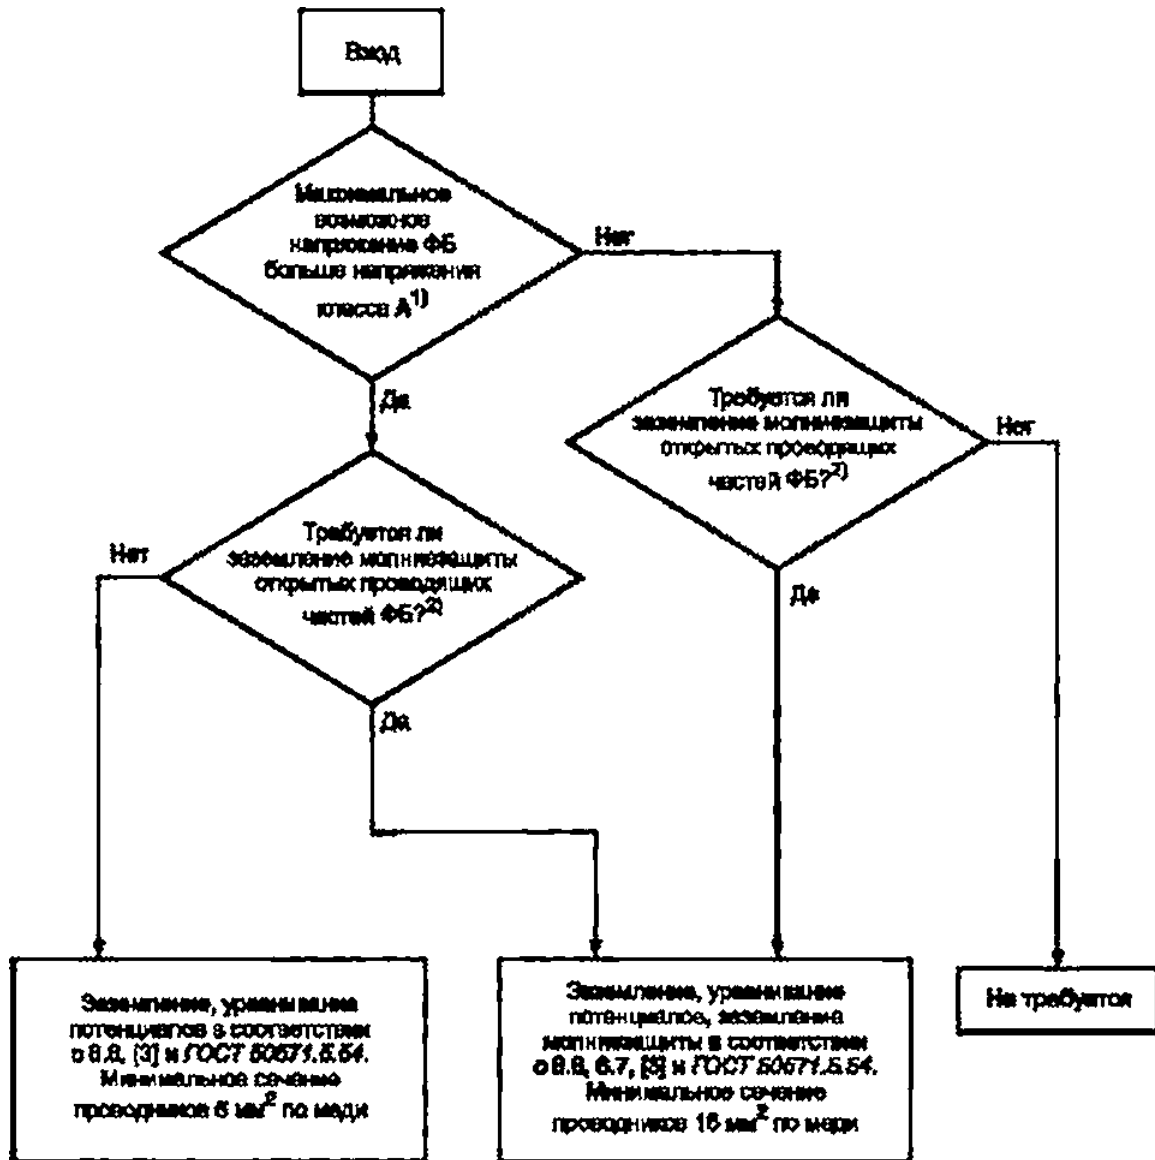 Вход
Максимальное
возможное
напряжение ФБ
больше напряжения
класса А1)
Нет
Да
Требуется ли
заземление молниезащиты
открытых проводящих
частей ФБ?2)
Нет
Да
Требуется ли
заземление молниезащиты
открытых проводящих
частей ФБ?2)
Нет
Да
Заземление, уравнивание
потенциалов в соответствии
с [3] и ГОСТ 50571.5.54.
Минимальное сечение
проводников 6 мм2 по меди
Заземление, уравнивание
потенциалов, заземление
молниезащиты в соответствии
с 6.7, [3] и ГОСТ 50571.5.54.
Минимальное сечение
проводников 16 мм2 по меди
Не требуется